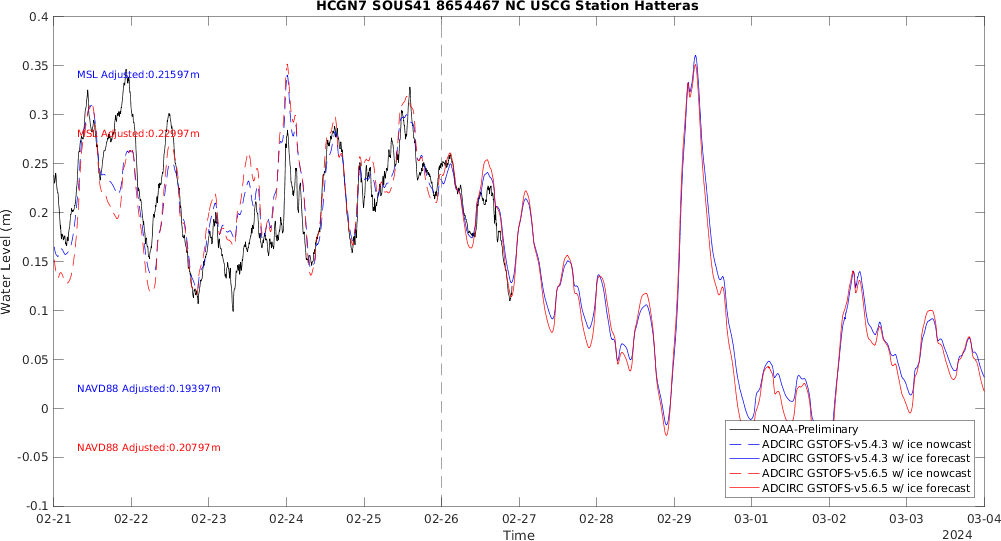 HCGN7 SOUS41 8654467 NC USCG Station Hatteras
0.4
0.35
0.3
0.25
0.2
0.15
0.1
0.05
0
-0.05
-0.1
Water Level (m)
MSL Adjusted:0.21597m
MSL Adjusted:0.22997m
NAVD88 Adjusted:0.19397m
NAVD88 Adjusted:0.20797m
NOAA-Preliminary
ADCIRC GSTOFS-v5.4.3 w/ ice nowcast
ADCIRC GSTOFS-v5.4.3 w/ ice forecast
ADCIRC GSTOFS-v5.6.5 w/ ice nowcast
ADCIRC GSTOFS-v5.6.5 w/ ice forecast
02-21 02-22 02-23 02-24 02-25 02-26 02-27 02-28 02-29 03-01 03-02 03-03 03-04
Time
2024